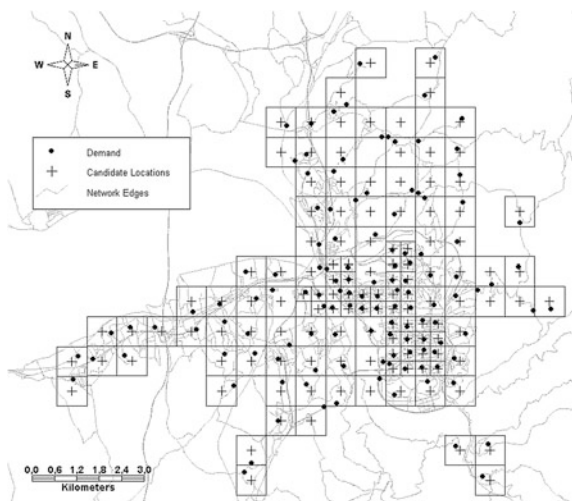 N
W E
S
Demand
Candidate Locations
Network Edges
0,0 0,6 1,2 1,8 2,4 3,0
Kilometers